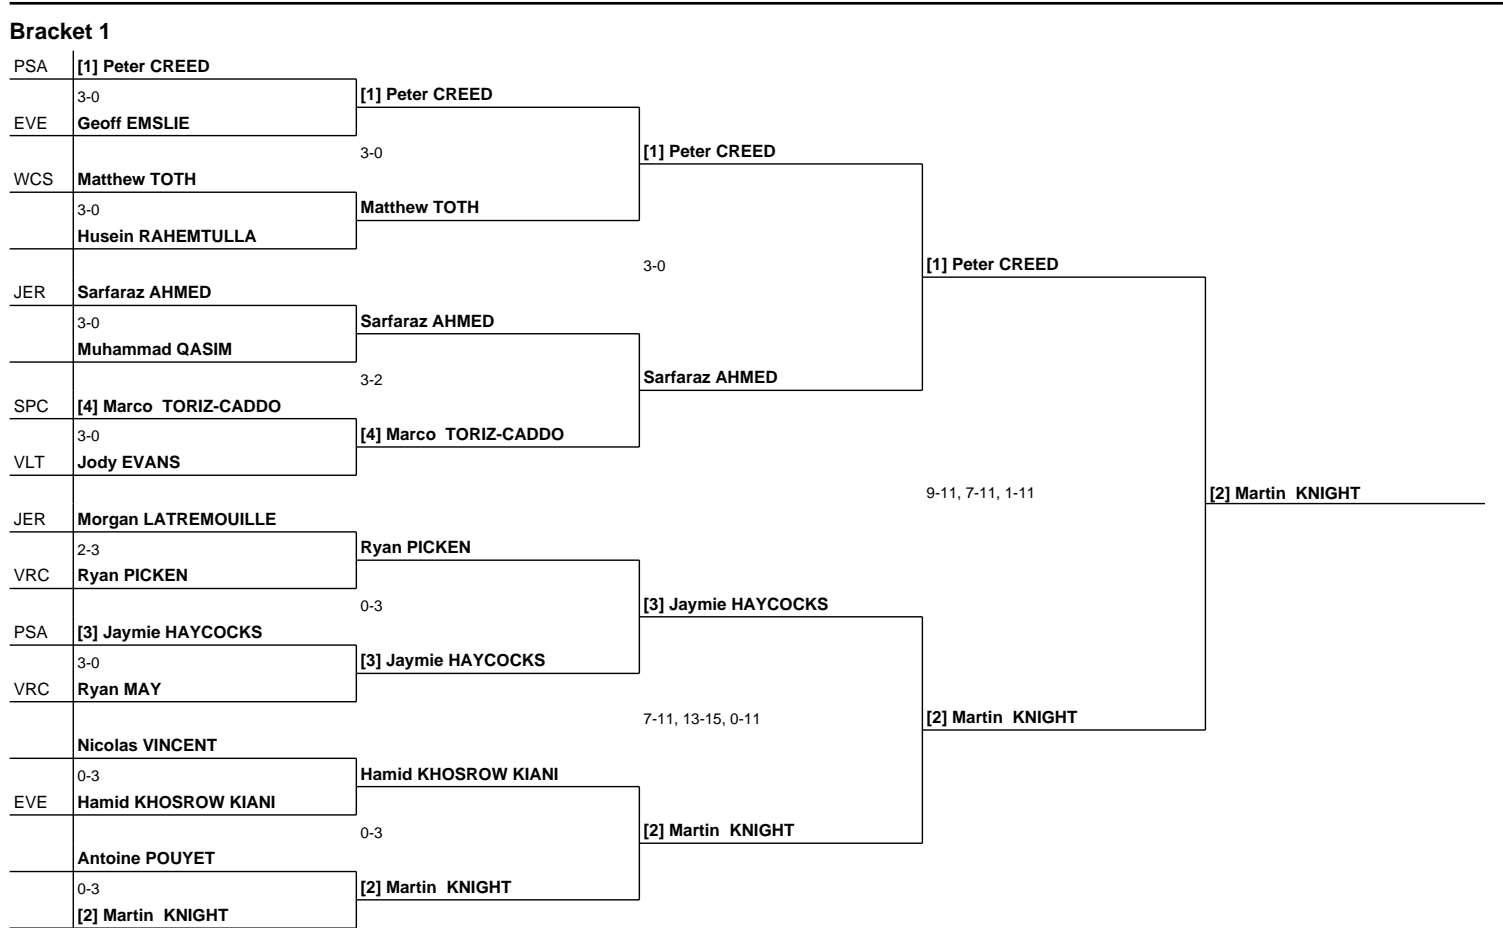 Bracket 1
PSA [1] Peter CREED
3-0 [1] Peter CREED
EVE Geoff EMSLIE
3-0 [1] Peter CREED
WCS Matthew TOTH
3-0 Matthew TOTH
Husein RAHEMTULLA
3-0 [1] Peter CREED
JER Sarfaraz AHMED
3-0 Sarfaraz AHMED
Muhammad QASIM
3-2 Sarfaraz AHMED
SPC [4] Marco TORIZ-CADDO
3-0 [4] Marco TORIZ-CADDO
VLT Jody EVANS
9-11, 7-11, 1-11 [2] Martin KNIGHT
JER Morgan LATREMOUILLE
2-3 Ryan PICKEN
VRC Ryan PICKEN
0-3 [3] Jaymie HAYCOCKS
PSA [3] Jaymie HAYCOCKS
3-0 [3] Jaymie HAYCOCKS
VRC Ryan MAY
7-11, 13-15, 0-11 [2] Martin KNIGHT
Nicolas VINCENT
0-3 Hamid KHOSROW KIANI
EVE Hamid KHOSROW KIANI
0-3 [2] Martin KNIGHT
Antoine POUYET
0-3 [2] Martin KNIGHT
[2] Martin KNIGHT